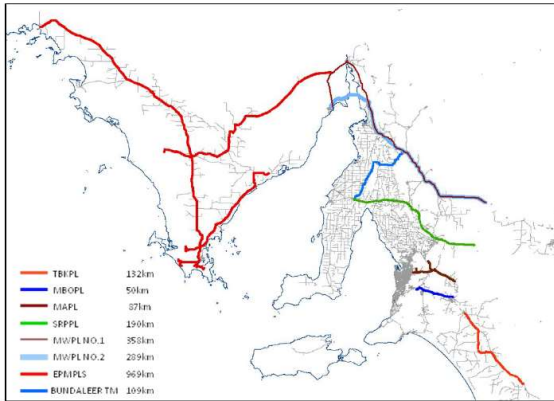 TBKPL 132km
MBOPL 50km
MAPL 87km
SRPPL 190km
MWPL NO.1 358km
MWPL NO.2 289km
EPMPLS 969km
BUNDALEER TM 109km